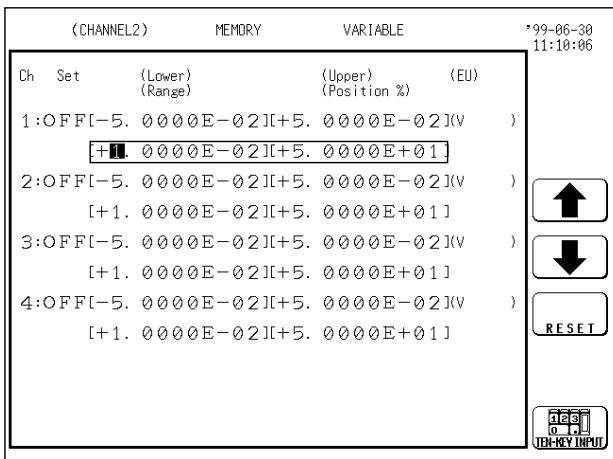 (CHANNEL2) MEMORY VARIABLE '99-06-30
11:10:06
Ch Set (Lower) (Upper) (EU)
(Range) (Position %)
1:OFF[-5. 0000E-02][+5. 0000E-02](V )
[+1. 0000E-02][+5. 0000E+01]
2:OFF[-5. 0000E-02][+5. 0000E-02](V )
[+1. 0000E-02][+5. 0000E+01]
3:OFF[-5. 0000E-02][+5. 0000E-02](V )
[+1. 0000E-02][+5. 0000E+01]
4:OFF[-5. 0000E-02][+5. 0000E-02](V )
[+1. 0000E-02][+5. 0000E+01]
RESET
1 2 3
0 .
TEN-KEY INPUT